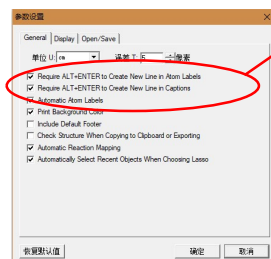 参数设置
General Display Open/Save
单位 U: cm 误差 T: 5 像素
Require ALT+ENTER to Create New Line in Atom Labels
Require ALT+ENTER to Create New Line in Captions
Automatic Atom Labels
Print Background Color
Include Default Footer
Check Structure When Copying to Clipboard or Exporting
Automatic Reaction Mapping
Automatically Select Recent Objects When Choosing Lasso
恢复默认值 确定 取消